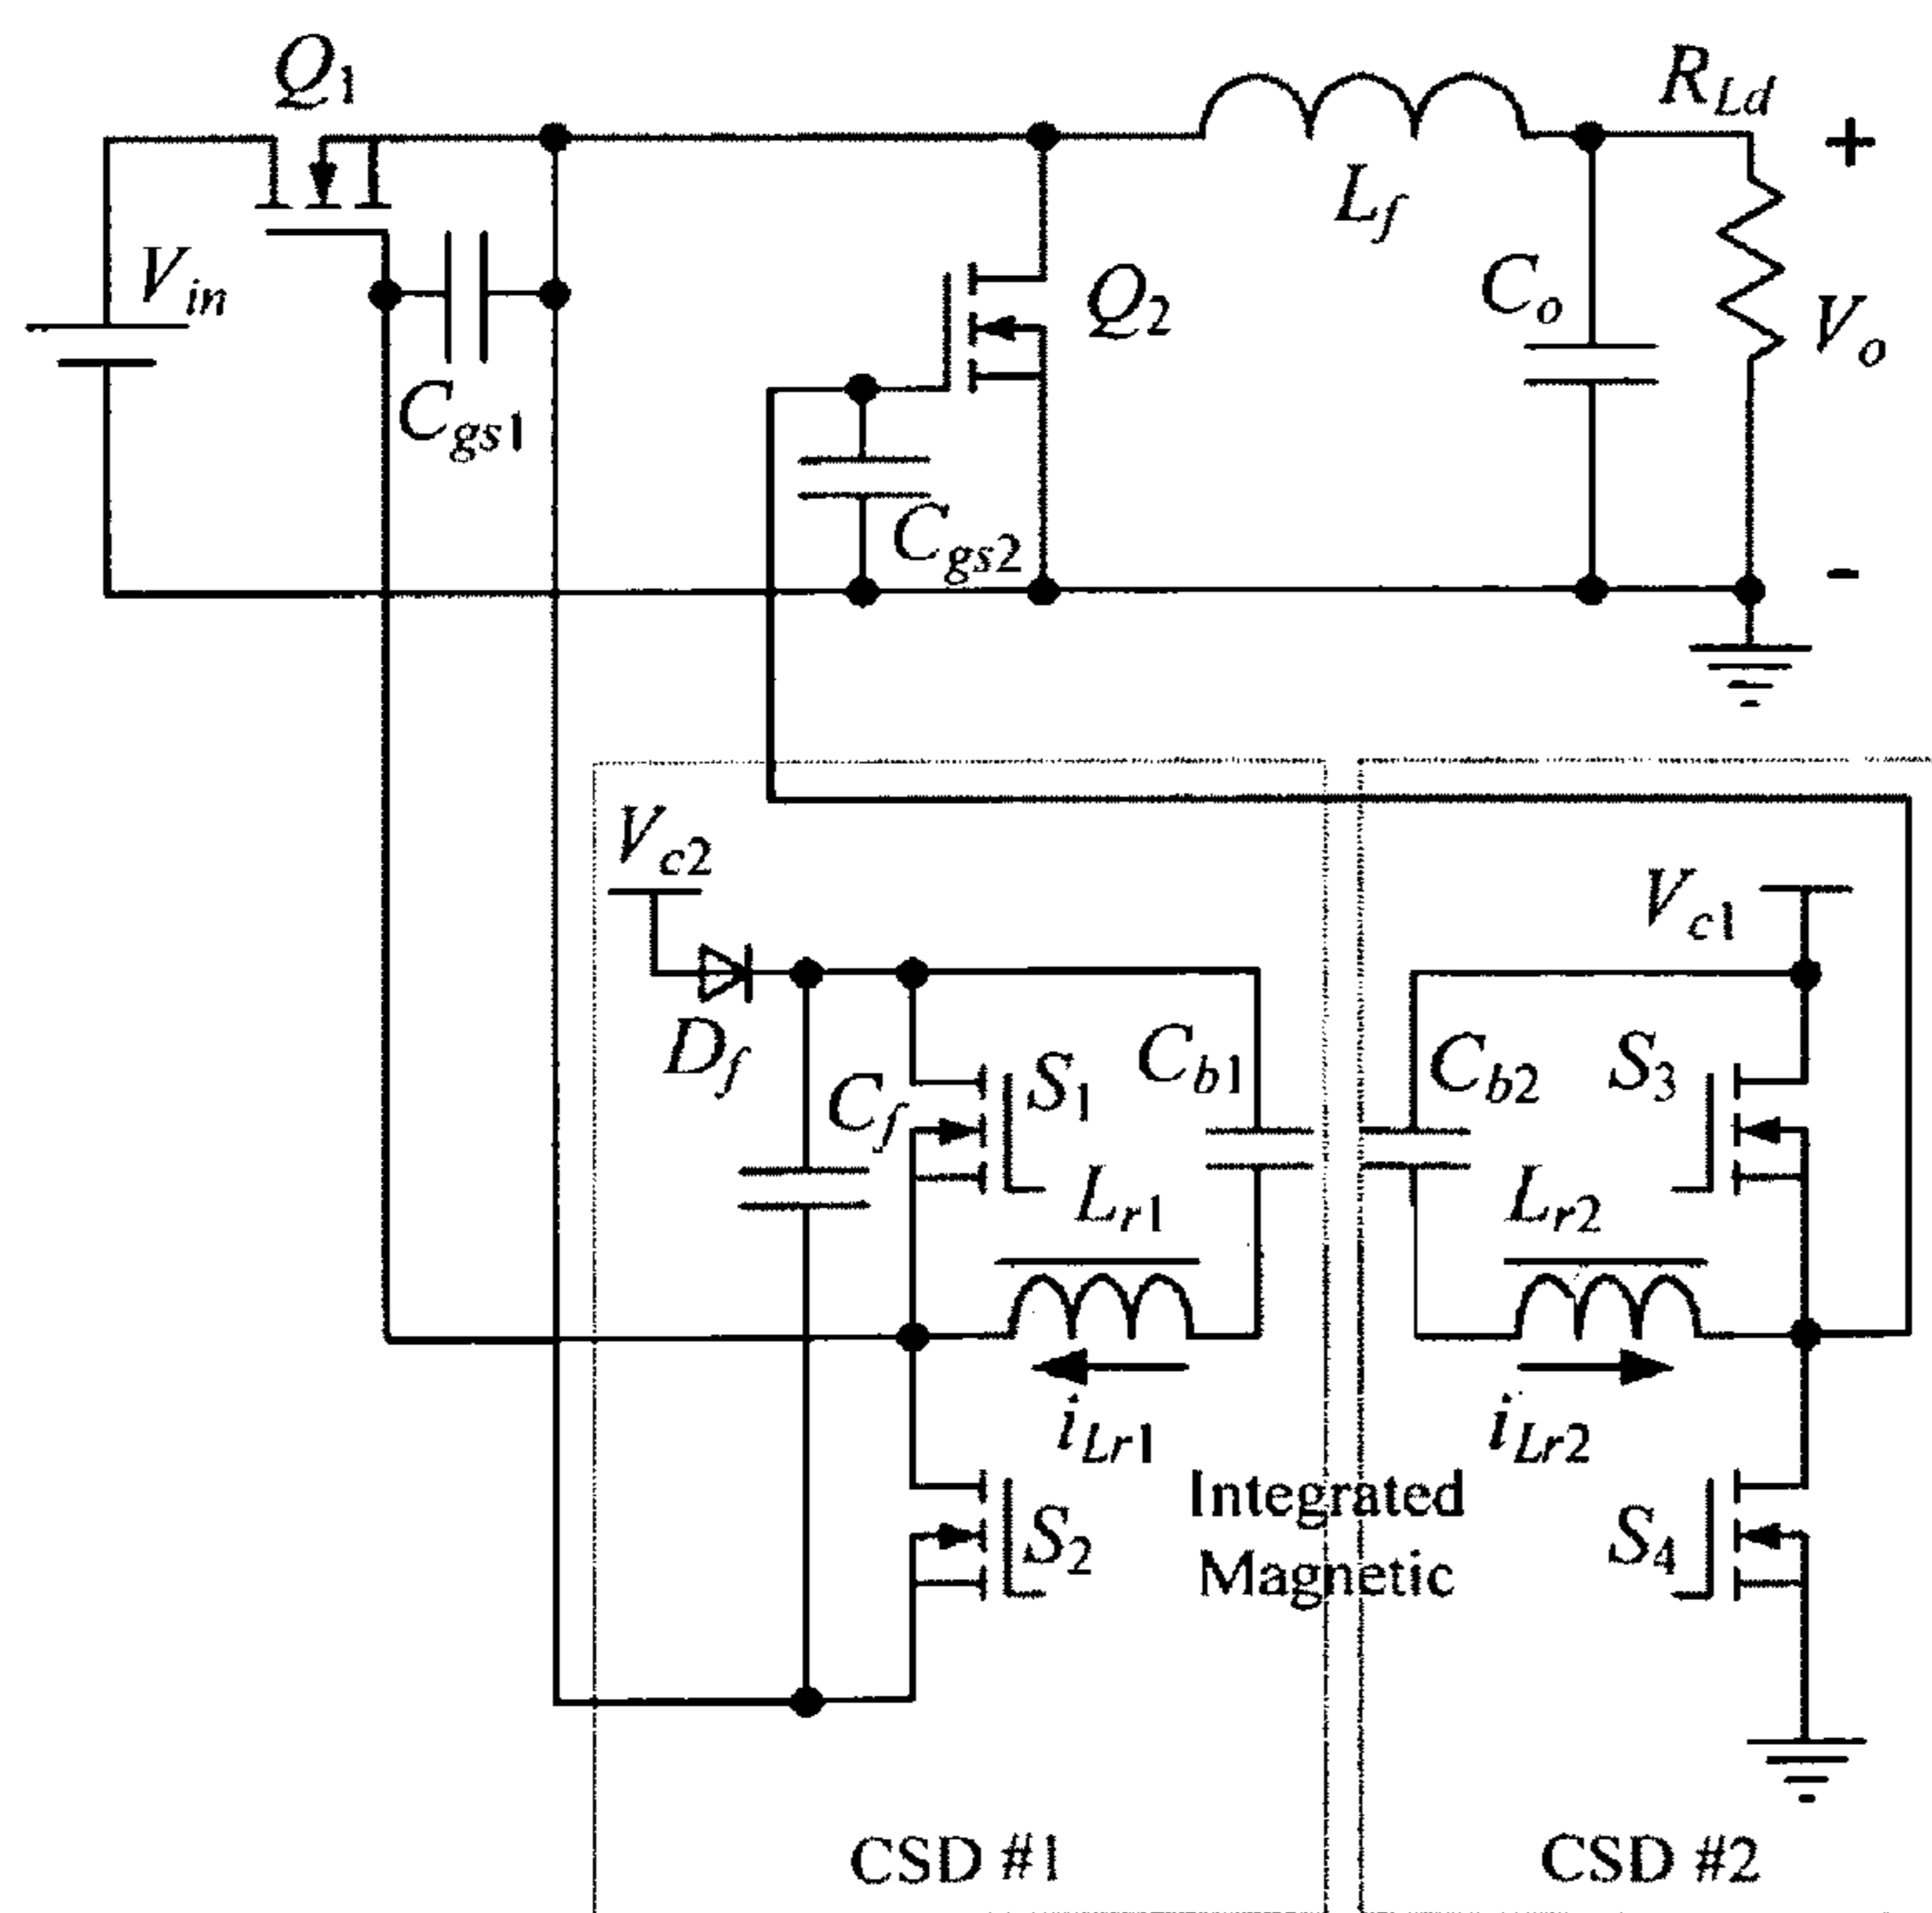 Q1
RLd
+
Vin
Lf
Q2
Co
Vo
Cgs1
Cgs2
-
Vc2
Vc1
Df
Cf
S1
Cb1
Cb2
S3
Lr1
Lr2
iLr1
iLr2
Integrated
Magnetic
S2
S4
CSD #1
CSD #2